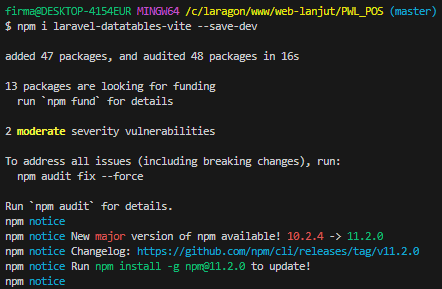 firma@DESKTOP-4154EUR MINGW64 /c/laragon/www/web-lanjut/PWL_POS (master)
$ npm i laravel-datatables-vite --save-dev
added 47 packages, and audited 48 packages in 16s
13 packages are looking for funding
  run `npm fund` for details
2 moderate severity vulnerabilities
To address all issues (including breaking changes), run:
  npm audit fix --force
Run `npm audit` for details.
npm notice
npm notice New major version of npm available! 10.2.4 -> 11.2.0
npm notice Changelog: https://github.com/npm/cli/releases/tag/v11.2.0
npm notice Run npm install -g npm@11.2.0 to update!
npm notice